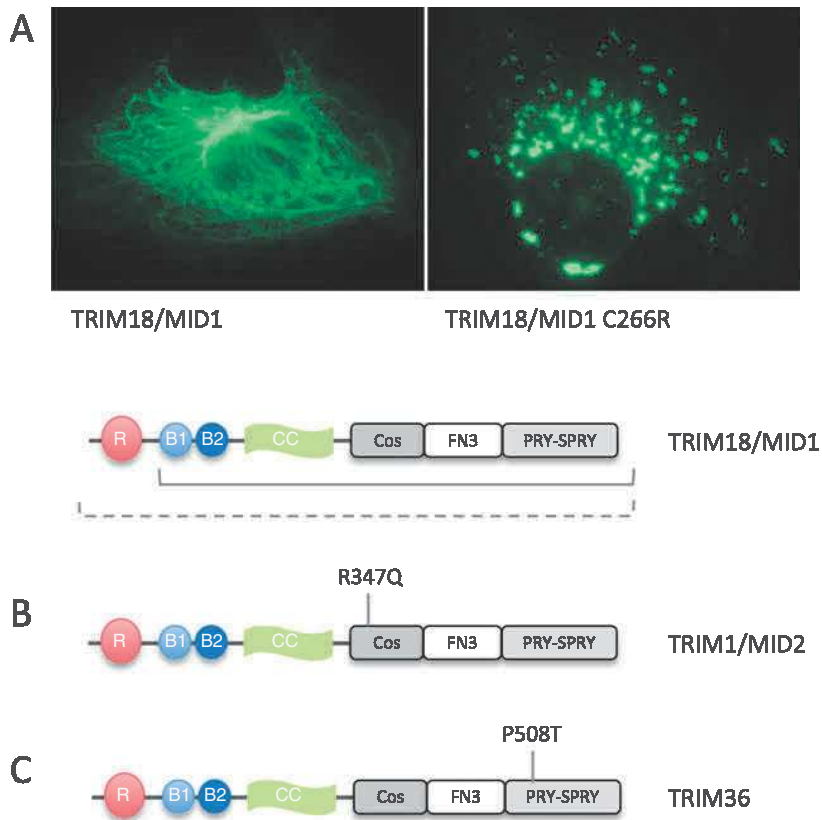 A
TRIM18/MID1
TRIM18/MID1 C266R
R B1 B2 CC Cos FN3 PRY-SPRY TRIM18/MID1
R347Q
B
R B1 B2 CC Cos FN3 PRY-SPRY TRIM1/MID2
P508T
C
R B1 B2 CC Cos FN3 PRY-SPRY TRIM36